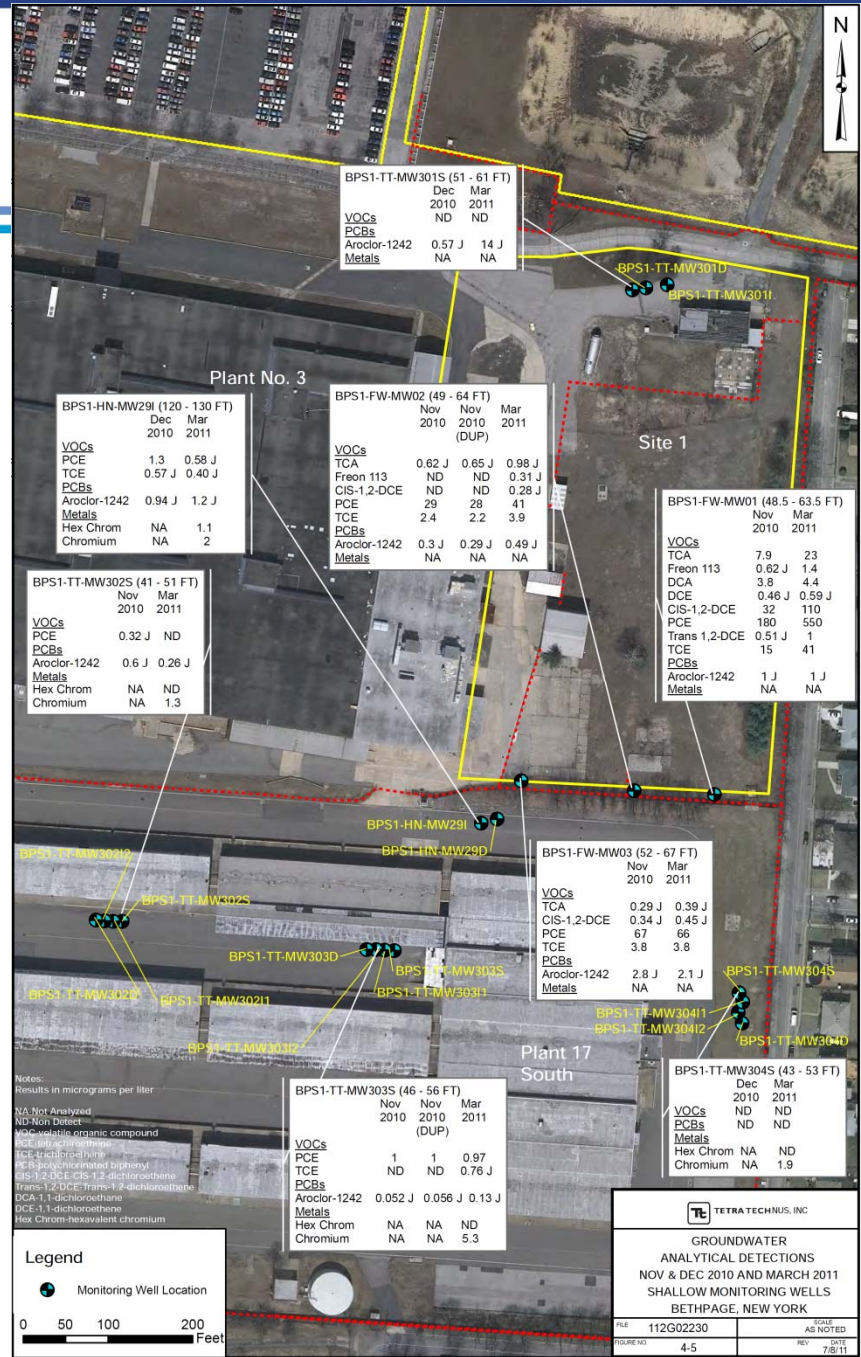 N
BPS1-TT-MW301S (51 - 61 FT)
Dec Mar
2010 2011
VOCs ND ND
PCBs
Aroclor-1242 0.57 J 14 J
Metals NA NA
BPS1-TT-MW301D
BPS1-TT-MW301I
Plant No. 3
Site 1
BPS1-HN-MW29I (120 - 130 FT)
Dec Mar
2010 2011
VOCs
PCE 1.3 0.58 J
TCE 0.57 J 0.40 J
PCBs
Aroclor-1242 0.94 J 1.2 J
Metals
Hex Chrom NA 1.1
Chromium NA 2
BPS1-FW-MW02 (49 - 64 FT)
Nov Nov Mar
2010 2010 2011
(DUP)
VOCs
TCA 0.62 J 0.65 J 0.98 J
Freon 113 ND ND 0.31 J
CIS-1,2-DCE ND ND 0.28 J
PCE 29 28 41
TCE 2.4 2.2 3.9
PCBs
Aroclor-1242 0.3 J 0.29 J 0.49 J
Metals NA NA NA
BPS1-FW-MW01 (48.5 - 63.5 FT)
Nov Mar
2010 2011
VOCs
TCA 7.9 23
Freon 113 0.62 J 1.4
DCA 3.8 4.4
DCE 0.46 J 0.59 J
CIS-1,2-DCE 32 110
PCE 180 550
Trans 1,2-DCE 0.51 J 1
TCE 15 41
PCBs
Aroclor-1242 1 J 1 J
Metals NA NA
BPS1-TT-MW302S (41 - 51 FT)
Nov Mar
2010 2011
VOCs
PCE 0.32 J ND
PCBs
Aroclor-1242 0.6 J 0.26 J
Metals
Hex Chrom NA ND
Chromium NA 1.3
BPS1-HN-MW29I
BPS1-HN-MW29D
BPS1-TT-MW302I2
BPS1-TT-MW302S
BPS1-TT-MW302D
BPS1-TT-MW302I1
BPS1-TT-MW303D
BPS1-TT-MW303S
BPS1-TT-MW303I1
BPS1-TT-MW303I2
BPS1-FW-MW03 (52 - 67 FT)
Nov Mar
2010 2011
VOCs
TCA 0.29 J 0.39 J
CIS-1,2-DCE 0.34 J 0.45 J
PCE 67 66
TCE 3.8 3.8
PCBs
Aroclor-1242 2.8 J 2.1 J
Metals NA NA
BPS1-TT-MW304S
BPS1-TT-MW304I1
BPS1-TT-MW304I2
BPS1-TT-MW304D
Plant 17
South
BPS1-TT-MW304S (43 - 53 FT)
Dec Mar
2010 2011
VOCs ND ND
PCBs ND ND
Metals
Hex Chrom NA ND
Chromium NA 1.9
BPS1-TT-MW303S (46 - 56 FT)
Nov Nov Mar
2010 2010 2011
(DUP)
VOCs
PCE 1 1 0.97
TCE ND ND 0.76 J
PCBs
Aroclor-1242 0.052 J 0.056 J 0.13 J
Metals
Hex Chrom NA NA ND
Chromium NA NA 5.3
Notes:
Results in micrograms per liter
NA-Not Analyzed
ND-Non Detect
VOC-volatile organic compound
PCE-tetrachloroethene
TCE-trichloroethene
PCB-polychlorinated biphenyl
CIS-1,2-DCE-CIS-1,2-dichloroethene
Trans-1,2-DCE-Trans-1,2-dichloroethene
DCA-1,1-dichloroethane
DCE-1,1-dichloroethene
Hex Chrom-hexavalent chromium
Legend
Monitoring Well Location
0 50 100 200
Feet
Tt TETRA TECH NUS, INC
GROUNDWATER
ANALYTICAL DETECTIONS
NOV & DEC 2010 AND MARCH 2011
SHALLOW MONITORING WELLS
BETHPAGE, NEW YORK
FILE 112G02230 SCALE AS NOTED
FIGURE NO. 4-5 REV DATE 7/8/11